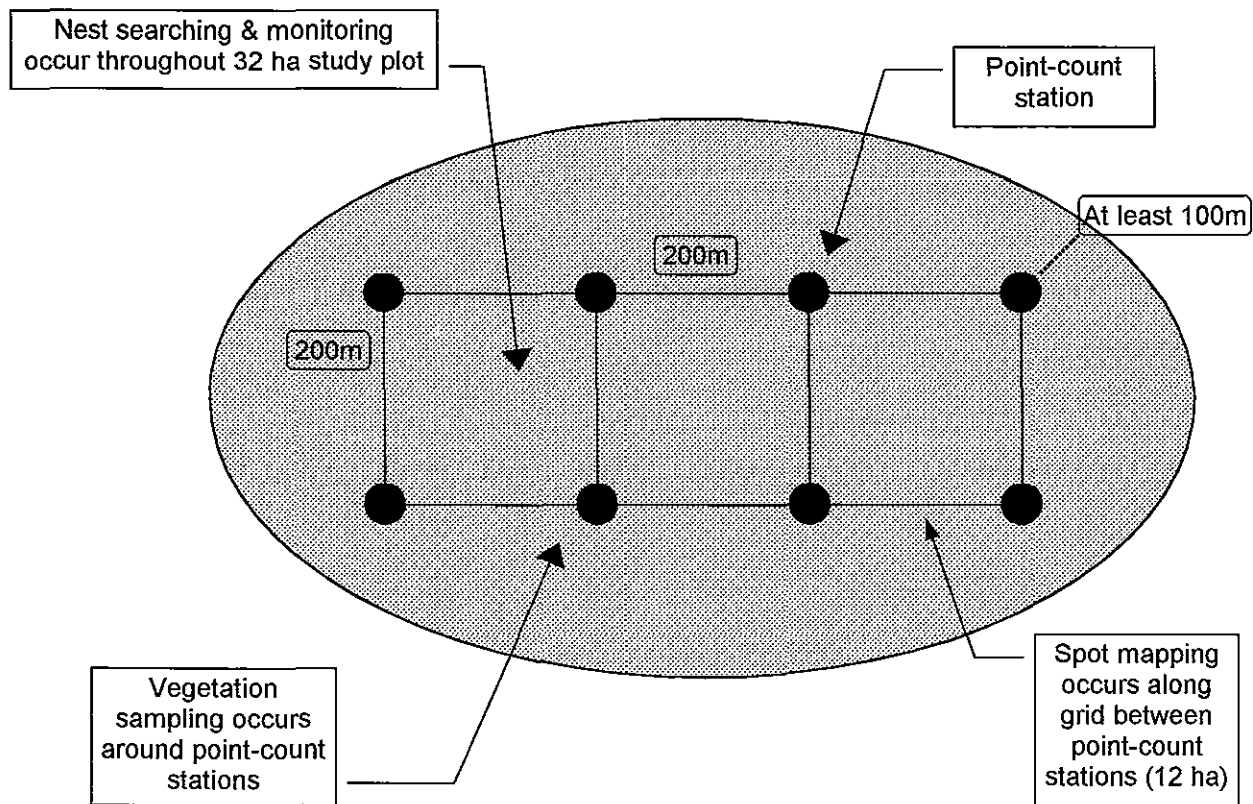 Nest searching & monitoring
occur throughout 32 ha study plot
Point-count
station
At least 100m
200m
200m
Vegetation
sampling occurs
around point-count
stations
Spot mapping
occurs along
grid between
point-count
stations (12 ha)